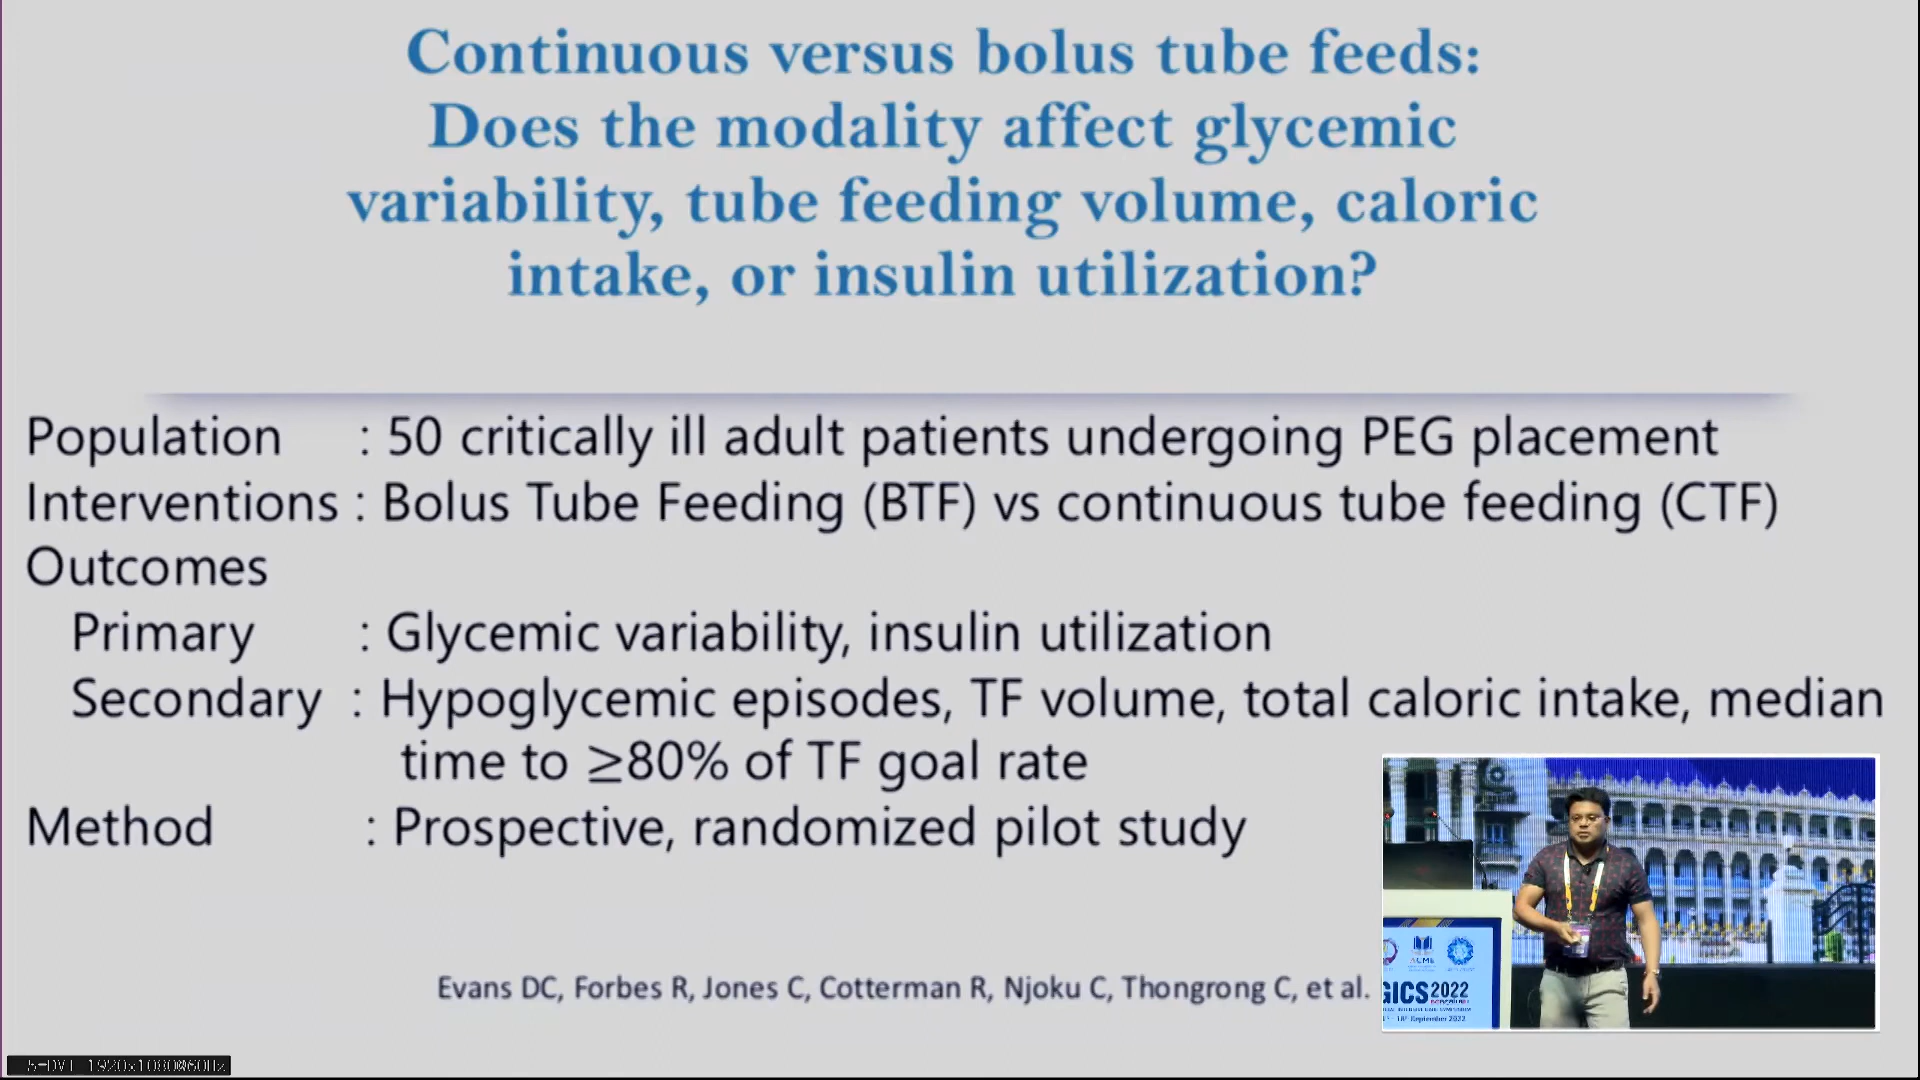 Continuous versus bolus tube feeds:
Does the modality affect glycemic
variability, tube feeding volume, caloric
intake, or insulin utilization?
Population : 50 critically ill adult patients undergoing PEG placement
Interventions : Bolus Tube Feeding (BTF) vs continuous tube feeding (CTF)
Outcomes
Primary : Glycemic variability, insulin utilization
Secondary : Hypoglycemic episodes, TF volume, total caloric intake, median
time to ≥80% of TF goal rate
Method : Prospective, randomized pilot study
Evans DC, Forbes R, Jones C, Cotterman R, Njoku C, Thongrong C, et al.
GICS 2022
September 2022
1920x1080@60Hz